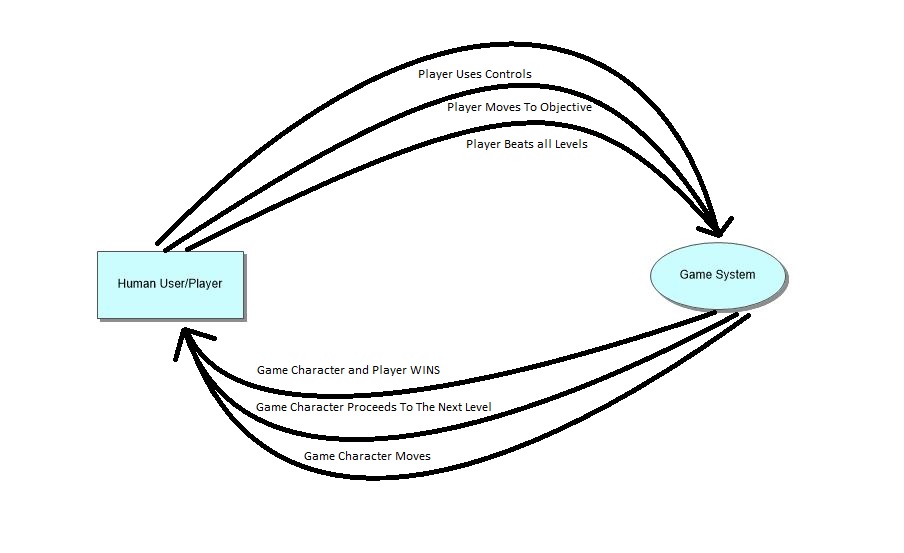 Player Uses Controls
Player Moves To Objective
Player Beats all Levels
Human User/Player
Game System
Game Character and Player WINS
Game Character Proceeds To The Next Level
Game Character Moves